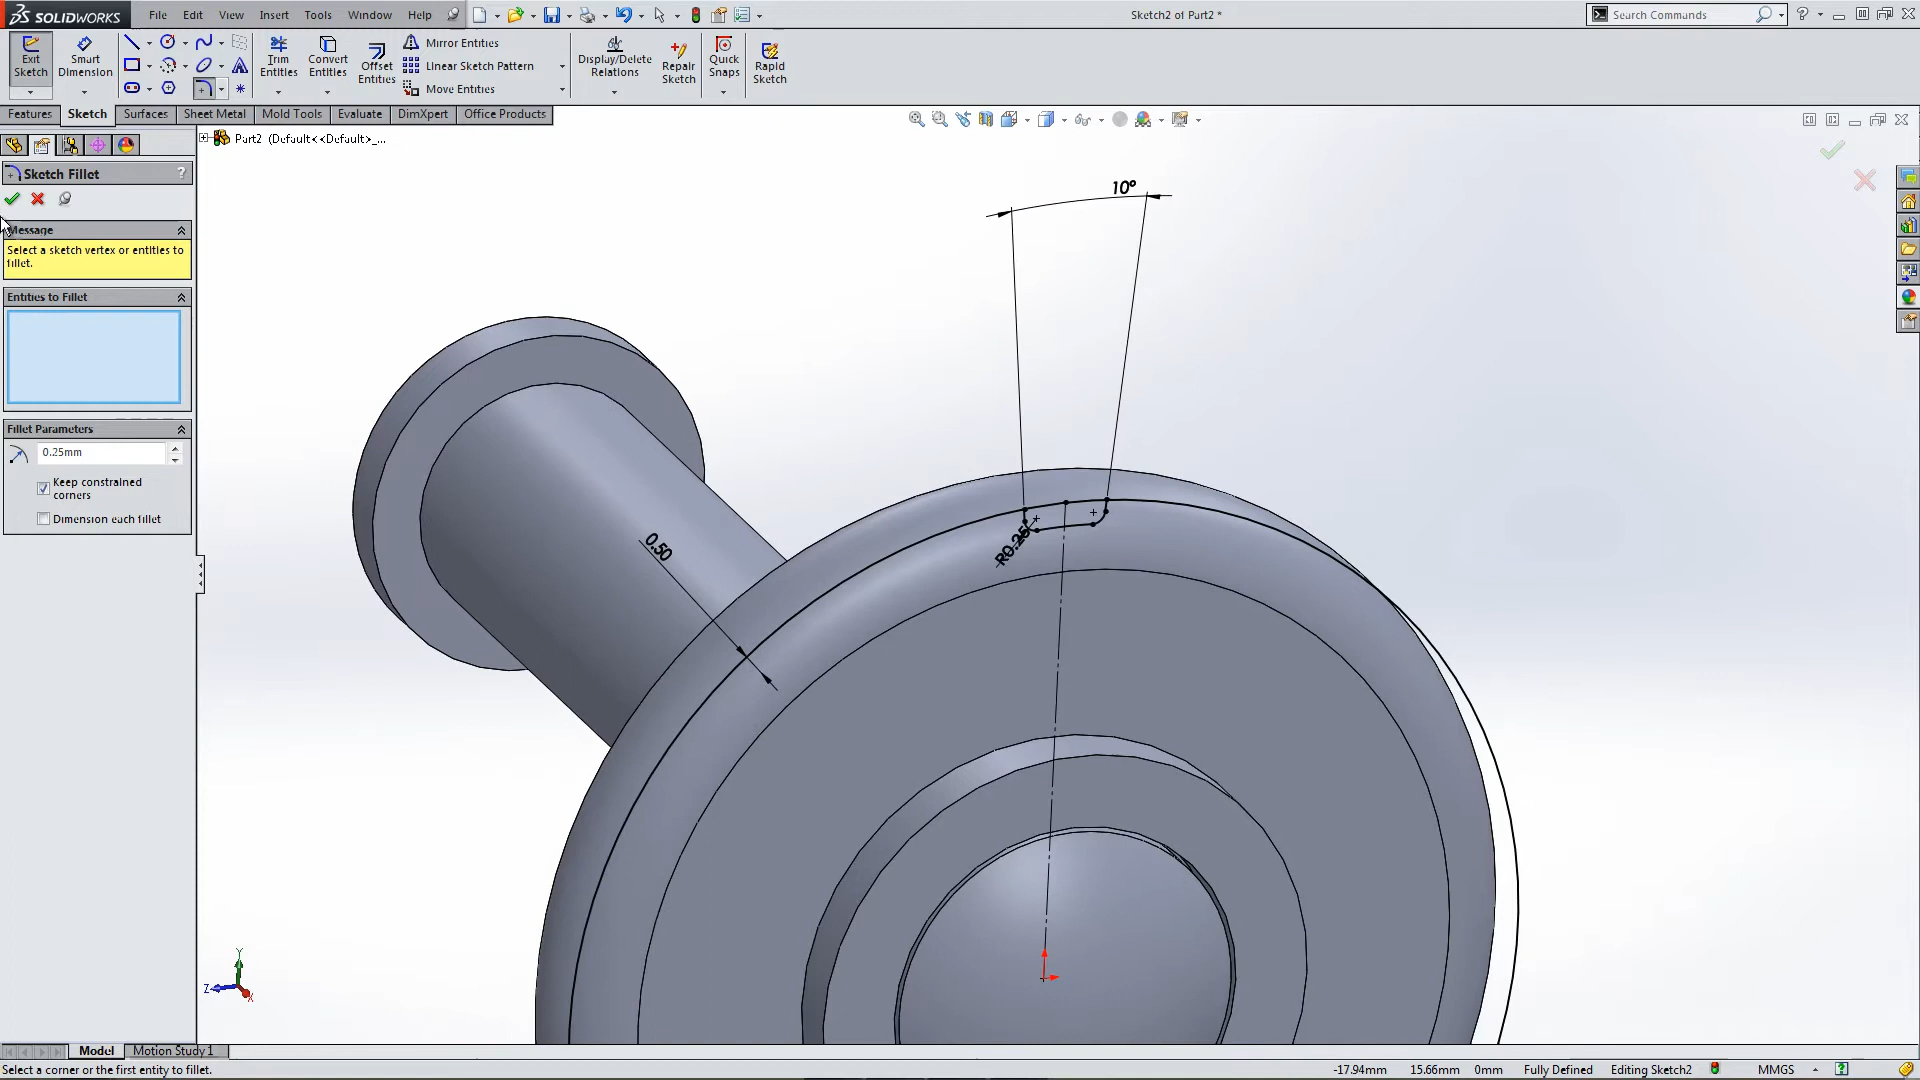 SOLIDWORKS File Edit View Insert Tools Window Help Sketch2 of Part2 * Search Commands ?
Exit Sketch
Smart Dimension
Trim Entities
Convert Entities
Offset Entities
Mirror Entities
Linear Sketch Pattern
Move Entities
Display/Delete Relations
Repair Sketch
Quick Snaps
Rapid Sketch
Features Sketch Surfaces Sheet Metal Mold Tools Evaluate DimXpert Office Products
Part2 (Default<<Default>_...
Sketch Fillet ?
Message
Select a sketch vertex or entities to
fillet.
Entities to Fillet
Fillet Parameters
0.25mm
Keep constrained
corners
Dimension each fillet
10°
0.50
R0.25
Y
Z
X
Model Motion Study 1
Select a corner or the first entity to fillet. -17.94mm 15.66mm 0mm Fully Defined Editing Sketch2 MMGS ?